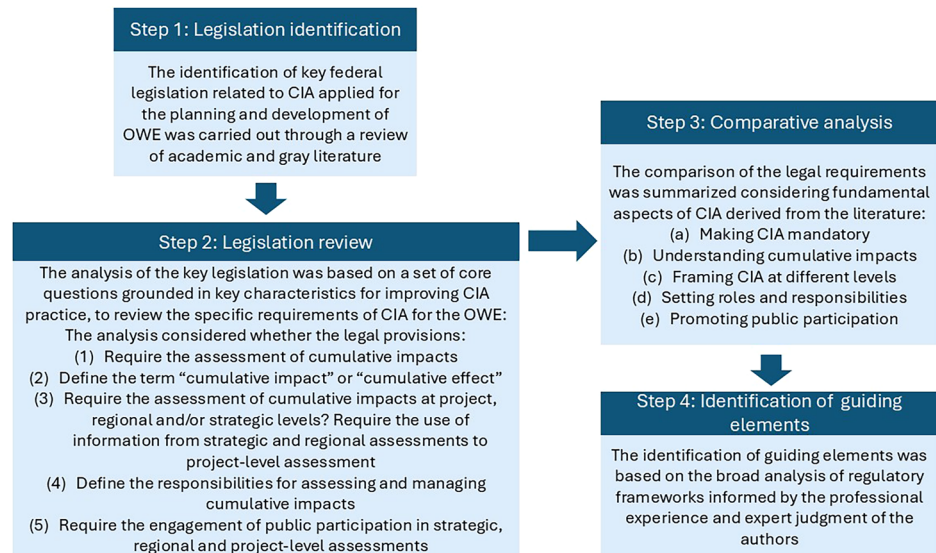 Step 1: Legislation identification
The identification of key federal
legislation related to CIA applied for
the planning and development of
OWE was carried out through a review
of academic and gray literature
Step 2: Legislation review
The analysis of the key legislation was based on a set of core
questions grounded in key characteristics for improving CIA
practice, to review the specific requirements of CIA for the OWE:
The analysis considered whether the legal provisions:
(1) Require the assessment of cumulative impacts
(2) Define the term “cumulative impact” or “cumulative effect”
(3) Require the assessment of cumulative impacts at project,
regional and/or strategic levels? Require the use of
information from strategic and regional assessments to
project-level assessment
(4) Define the responsibilities for assessing and managing
cumulative impacts
(5) Require the engagement of public participation in strategic,
regional and project-level assessments
Step 3: Comparative analysis
The comparison of the legal requirements
was summarized considering fundamental
aspects of CIA derived from the literature:
(a) Making CIA mandatory
(b) Understanding cumulative impacts
(c) Framing CIA at different levels
(d) Setting roles and responsibilities
(e) Promoting public participation
Step 4: Identification of guiding
elements
The identification of guiding elements was
based on the broad analysis of regulatory
frameworks informed by the professional
experience and expert judgment of the
authors